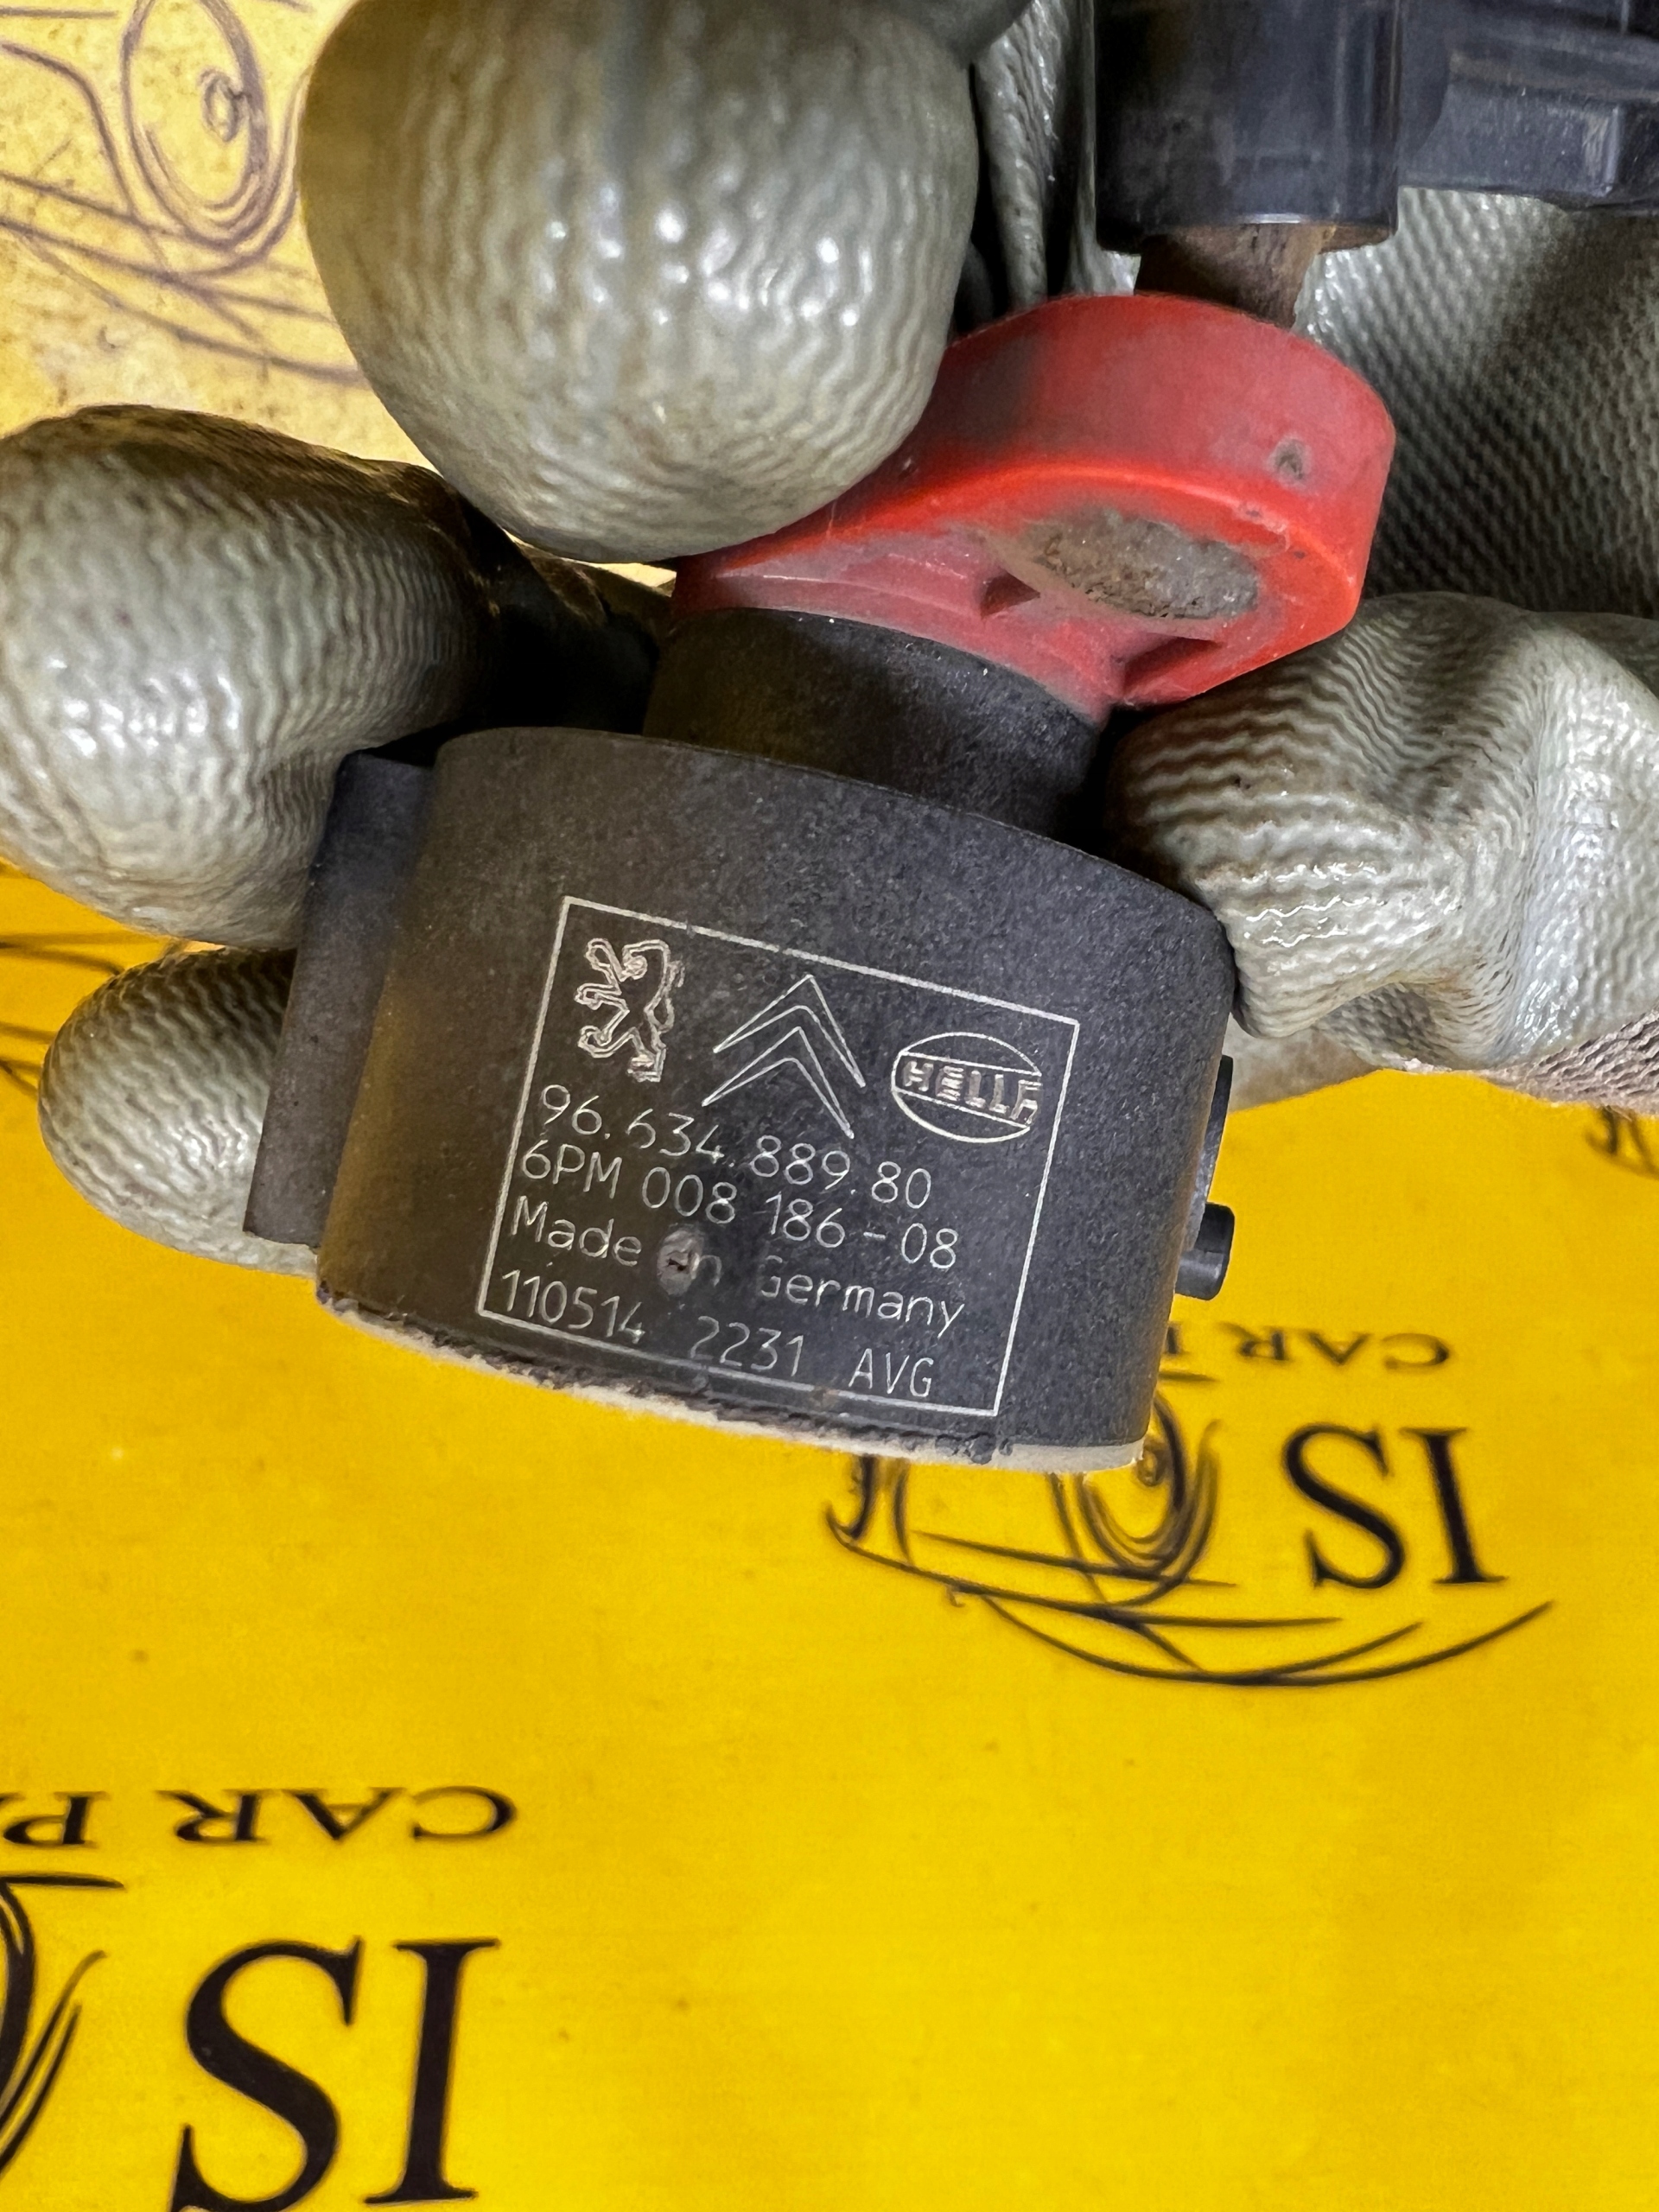 HELLA
96.634.889.80
6PM 008 186-08
Made in Germany
110514 2231 AVG
CAR
IS
CAR
IS